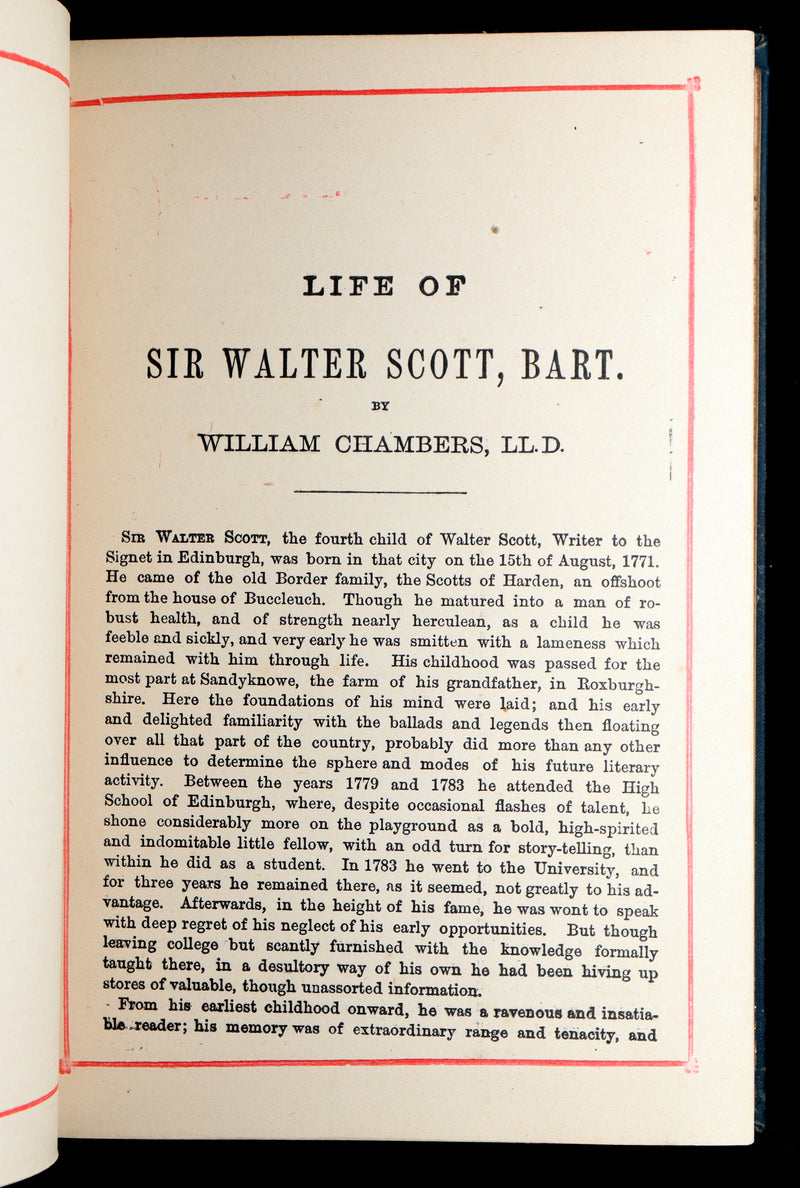 LIFE OF
SIR WALTER SCOTT, BART.
BY
WILLIAM CHAMBERS, LL.D.
SIR WALTER SCOTT, the fourth child of Walter Scott, Writer to the
Signet in Edinburgh, was born in that city on the 15th of August, 1771.
He came of the old Border family, the Scotts of Harden, an offshoot
from the house of Buccleuch. Though he matured into a man of ro-
bust health, and of strength nearly herculean, as a child he was
feeble and sickly, and very early he was smitten with a lameness which
remained with him through life. His childhood was passed for the
most part at Sandyknowe, the farm of his grandfather, in Roxburgh-
shire. Here the foundations of his mind were laid; and his early
and delighted familiarity with the ballads and legends then floating
over all that part of the country, probably did more than any other
influence to determine the sphere and modes of his future literary
activity. Between the years 1779 and 1783 he attended the High
School of Edinburgh, where, despite occasional flashes of talent, he
shone considerably more on the playground as a bold, high-spirited
and indomitable little fellow, with an odd turn for story-telling, than
within he did as a student. In 1783 he went to the University, and
for three years he remained there, as it seemed, not greatly to his ad-
vantage. Afterwards, in the height of his fame, he was wont to speak
with deep regret of his neglect of his early opportunities. But though
leaving college but scantly furnished with the knowledge formally
taught there, in a desultory way of his own he had been hiving up
stores of valuable, though unassorted information.
From his earliest childhood onward, he was a ravenous and insatia-
ble reader; his memory was of extraordinary range and tenacity, and